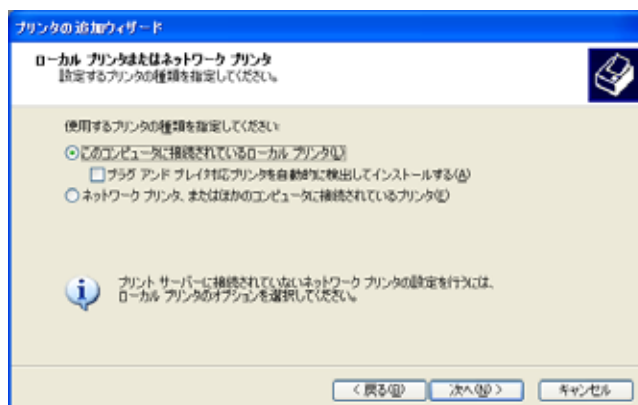 プリンタの追加ウィザード
ローカル プリンタまたはネットワーク プリンタ
設定するプリンタの種類を指定してください。
使用するプリンタの種類を指定してください:
このコンピュータに接続されているローカル プリンタ(L)
プラグ アンド プレイ対応プリンタを自動的に検出してインストールする(A)
ネットワーク プリンタ、またはほかのコンピュータに接続されているプリンタ(E)
プリント サーバーに接続されていないネットワーク プリンタの設定を行うには、
ローカル プリンタのオプションを選択してください。
< 戻る(B) 次へ(N) > キャンセル